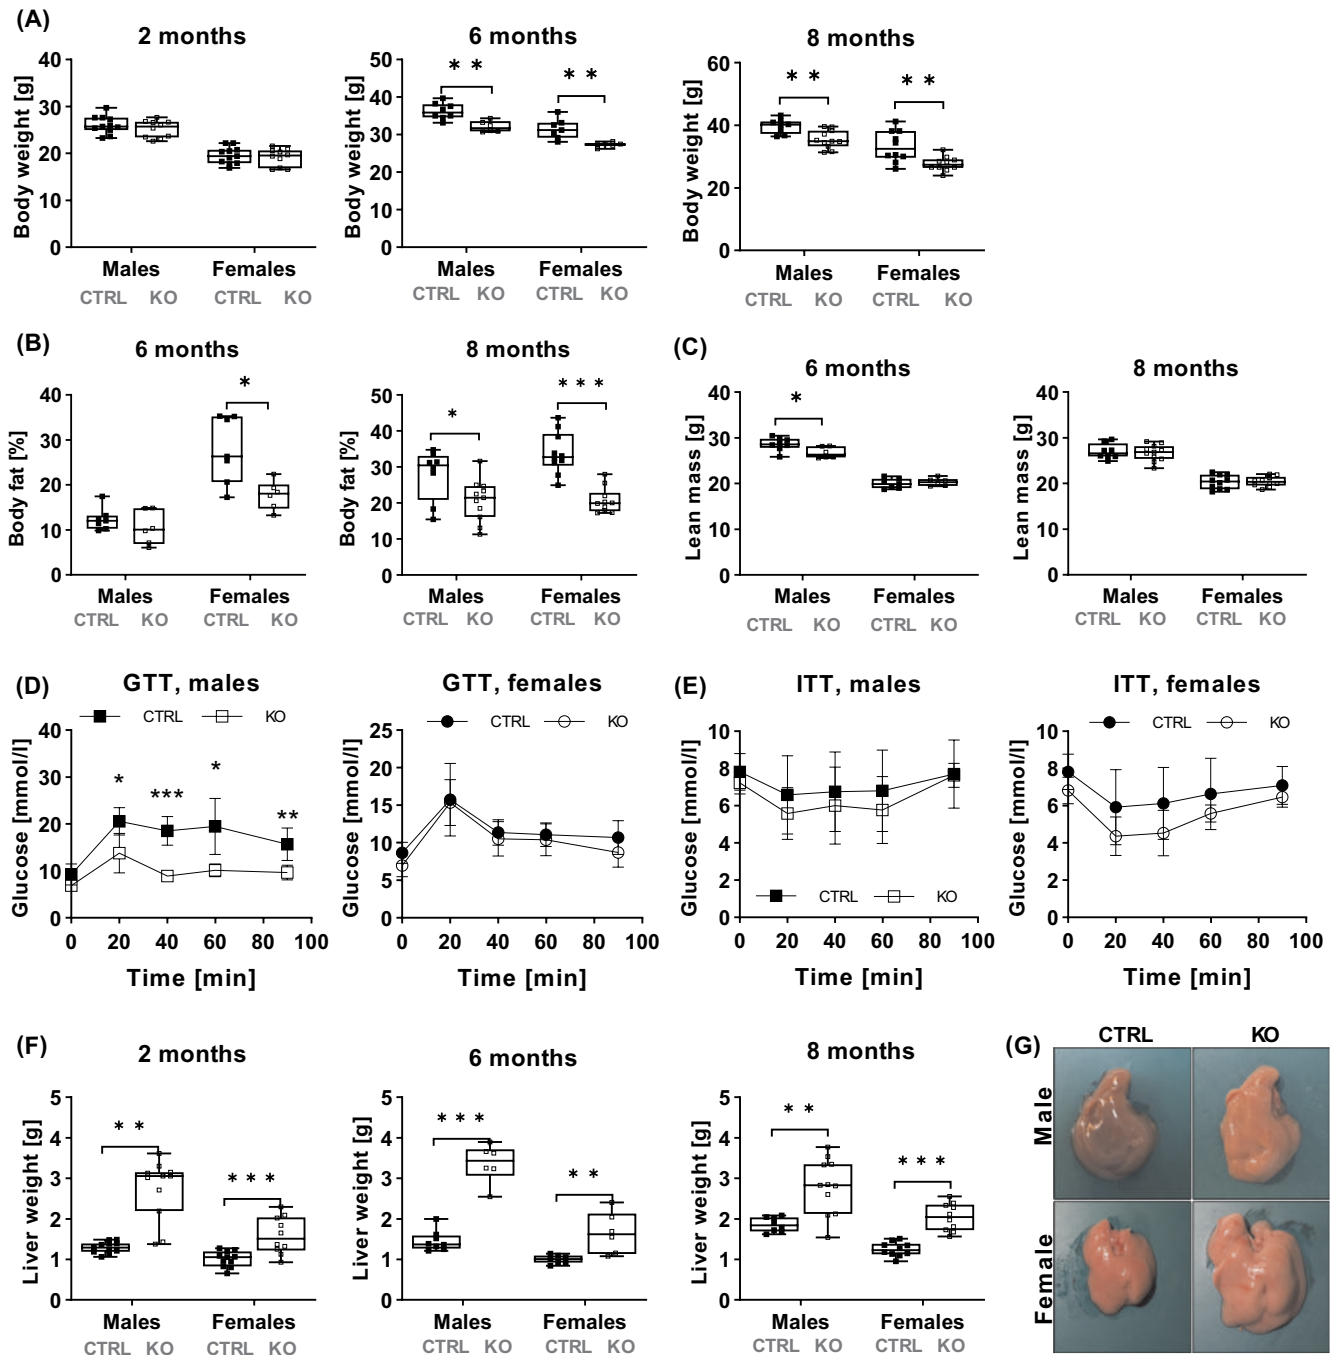 (A)
2 months
6 months
8 months
Body weight [g]
40
30
20
10
0
Body weight [g]
50
40
30
20
10
0
Body weight [g]
60
40
20
0
* *
* *
* *
* *
Males
Females
Males
Females
Males
Females
CTRL KO CTRL KO
CTRL KO CTRL KO
CTRL KO CTRL KO
(B)
6 months
8 months
Body fat [%]
40
30
20
10
0
*
Body fat [%]
50
40
30
20
10
0
*
* * *
Males
Females
Males
Females
CTRL KO CTRL KO
CTRL KO CTRL KO
(C)
6 months
8 months
Lean mass [g]
40
30
20
10
0
*
Lean mass [g]
40
30
20
10
0
Males
Females
Males
Females
CTRL KO CTRL KO
CTRL KO CTRL KO
(D)
GTT, males
GTT, females
CTRL KO
CTRL KO
Glucose [mmol/l]
40
30
20
10
0
*
***
*
**
0 20 40 60 80 100
Time [min]
Glucose [mmol/l]
25
20
15
10
5
0
0 20 40 60 80 100
Time [min]
(E)
ITT, males
ITT, females
Glucose [mmol/l]
10
8
6
4
2
0
CTRL KO
0 20 40 60 80 100
Time [min]
CTRL KO
Glucose [mmol/l]
10
8
6
4
2
0
0 20 40 60 80 100
Time [min]
(F)
2 months
6 months
8 months
Liver weight [g]
5
4
3
2
1
0
* *
* * *
Liver weight [g]
5
4
3
2
1
0
* * *
* *
Liver weight [g]
5
4
3
2
1
0
* *
* * *
Males
Females
Males
Females
Males
Females
CTRL KO CTRL KO
CTRL KO CTRL KO
CTRL KO CTRL KO
(G)
CTRL
KO
Male
Female